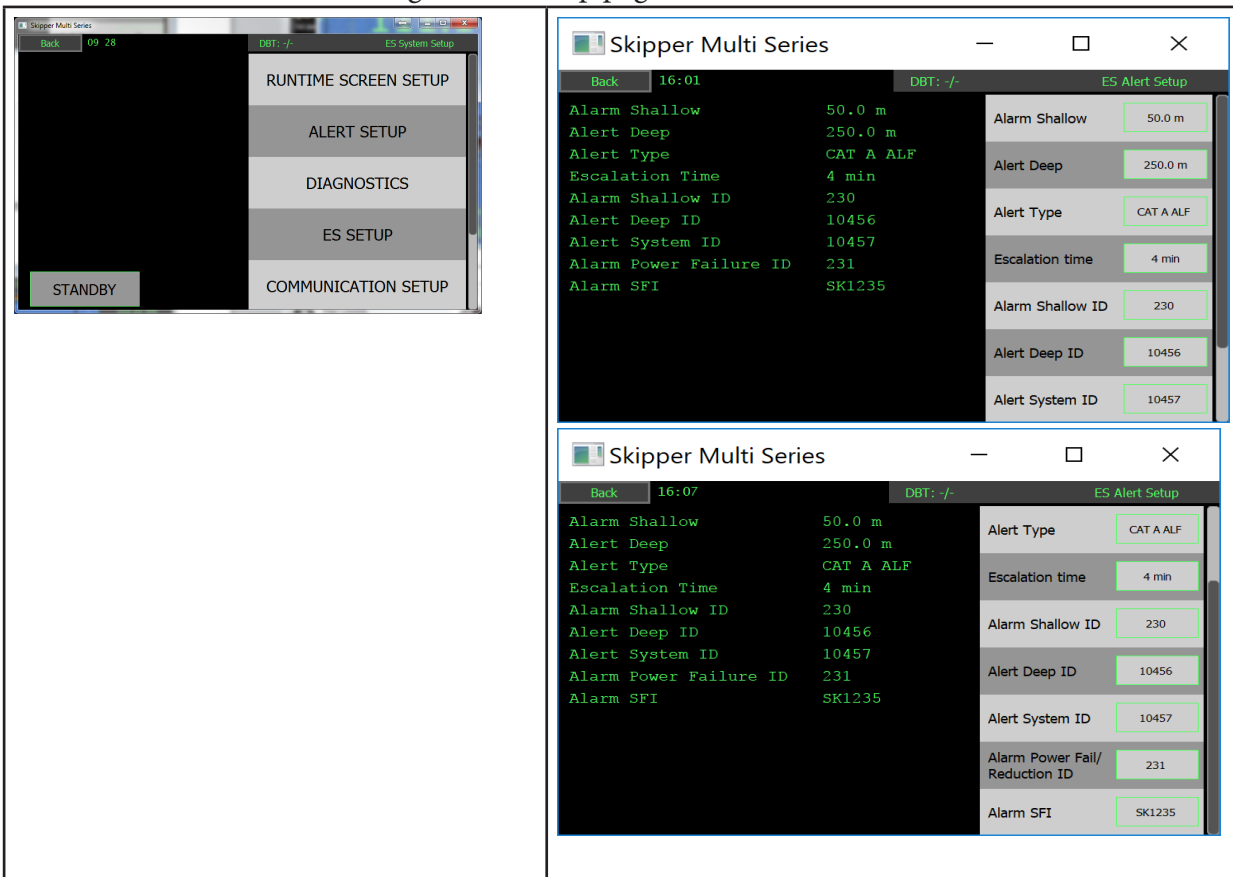 Skipper Multi Series
Back 09 28 DBT: -/- ES System Setup
RUNTIME SCREEN SETUP
ALERT SETUP
DIAGNOSTICS
ES SETUP
COMMUNICATION SETUP
STANDBY
Skipper Multi Series
Back 16:01 DBT: -/- ES Alert Setup
Alarm Shallow 50.0 m
Alert Deep 250.0 m
Alert Type CAT A ALF
Escalation Time 4 min
Alarm Shallow ID 230
Alert Deep ID 10456
Alert System ID 10457
Alarm Power Failure ID 231
Alarm SFI SK1235
Alarm Shallow 50.0 m
Alert Deep 250.0 m
Alert Type CAT A ALF
Escalation time 4 min
Alarm Shallow ID 230
Alert Deep ID 10456
Alert System ID 10457
Skipper Multi Series
Back 16:07 DBT: -/- ES Alert Setup
Alarm Shallow 50.0 m
Alert Deep 250.0 m
Alert Type CAT A ALF
Escalation Time 4 min
Alarm Shallow ID 230
Alert Deep ID 10456
Alert System ID 10457
Alarm Power Failure ID 231
Alarm SFI SK1235
Alert Type CAT A ALF
Escalation time 4 min
Alarm Shallow ID 230
Alert Deep ID 10456
Alert System ID 10457
Alarm Power Fail/
Reduction ID 231
Alarm SFI SK1235